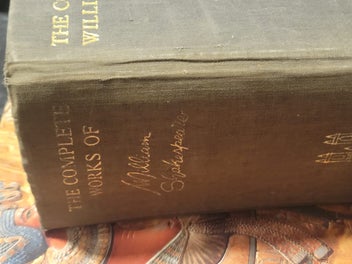 THE C
WILLI
THE COMPLETE
WORKS OF
William
Shakespeare